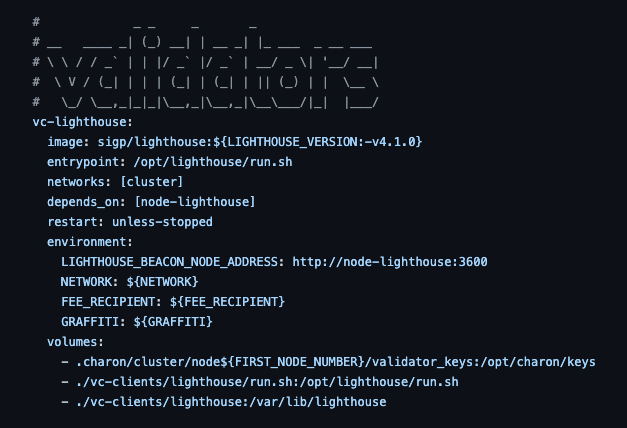 #             _ _     _       _
# __   ____ _| (_) __| | __ _| |_ ___  _ __ ___
# \ \ / / _` | | |/ _` |/ _` | __/ _ \| '__/ __|
#  \ V / (_| | | | (_| | (_| | || (_) | |  \__ \
#   \_/ \__,_|_|_|\__,_|\__,_|\__\___/|_|  |___/
vc-lighthouse:
  image: sigp/lighthouse:${LIGHTHOUSE_VERSION:-v4.1.0}
  entrypoint: /opt/lighthouse/run.sh
  networks: [cluster]
  depends_on: [node-lighthouse]
  restart: unless-stopped
  environment:
    LIGHTHOUSE_BEACON_NODE_ADDRESS: http://node-lighthouse:3600
    NETWORK: ${NETWORK}
    FEE_RECIPIENT: ${FEE_RECIPIENT}
    GRAFFITI: ${GRAFFITI}
  volumes:
    - .charon/cluster/node${FIRST_NODE_NUMBER}/validator_keys:/opt/charon/keys
    - ./vc-clients/lighthouse/run.sh:/opt/lighthouse/run.sh
    - ./vc-clients/lighthouse:/var/lib/lighthouse